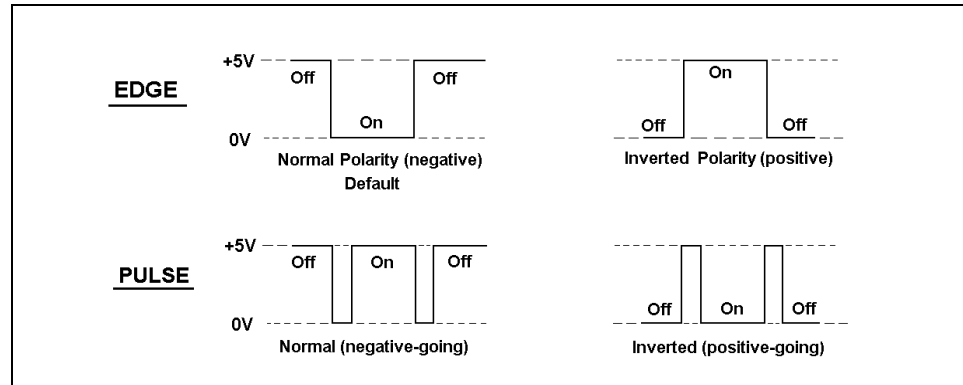 +5V
Off
Off
On
EDGE
On
Off
Off
0V
Normal Polarity (negative)
Default
Inverted Polarity (positive)
+5V
Off
On
Off
PULSE
Off
On
Off
0V
Normal (negative-going)
Inverted (positive-going)